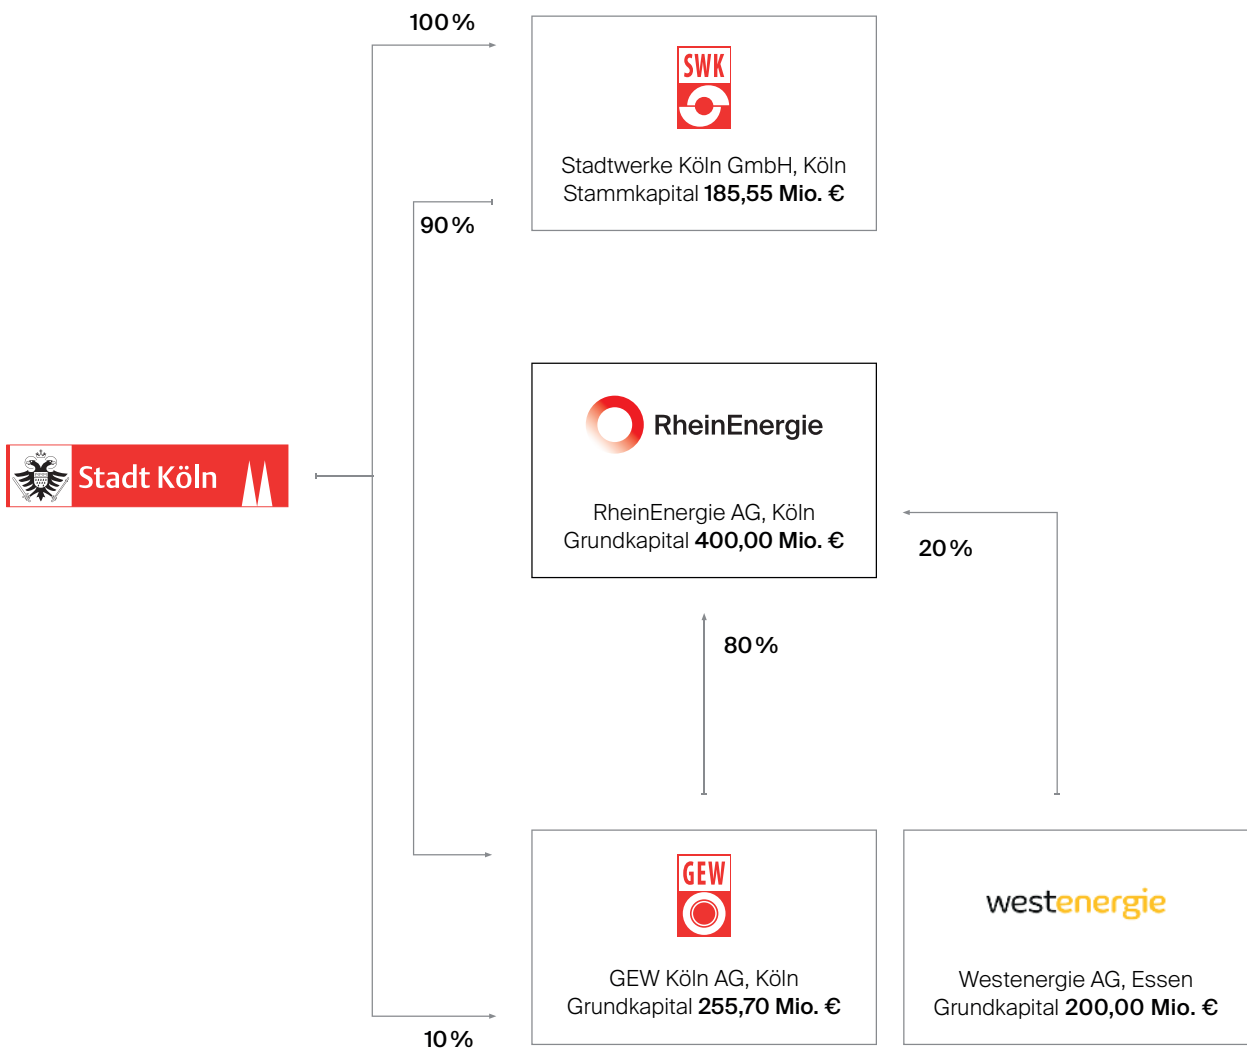 100 %
SWK
Stadtwerke Köln GmbH, Köln
Stammkapital 185,55 Mio. €
90 %
RheinEnergie
Stadt Köln
RheinEnergie AG, Köln
Grundkapital 400,00 Mio. €
20 %
80 %
GEW
westenergie
GEW Köln AG, Köln
Grundkapital 255,70 Mio. €
Westenergie AG, Essen
Grundkapital 200,00 Mio. €
10 %